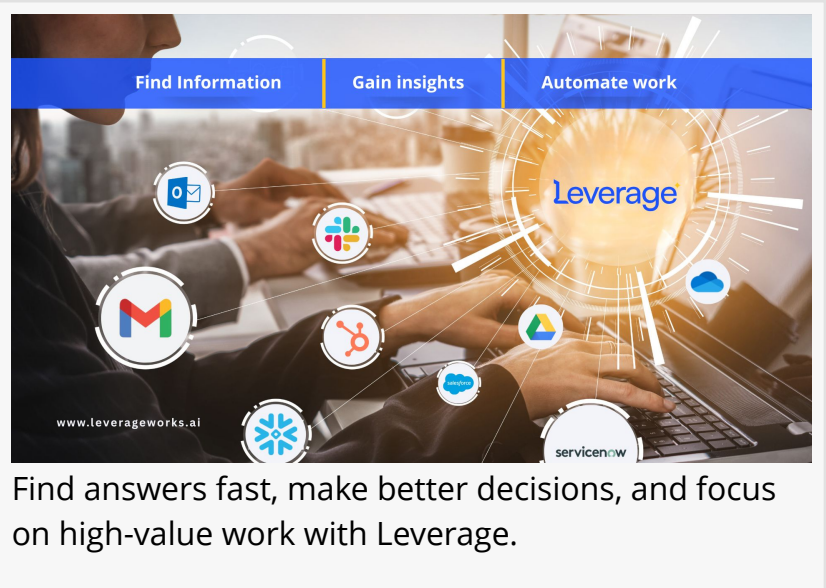 Find Information
Gain insights
Automate work
Leverage
salesforce
www.leverageworks.ai
servicenow
Find answers fast, make better decisions, and focus
on high-value work with Leverage.